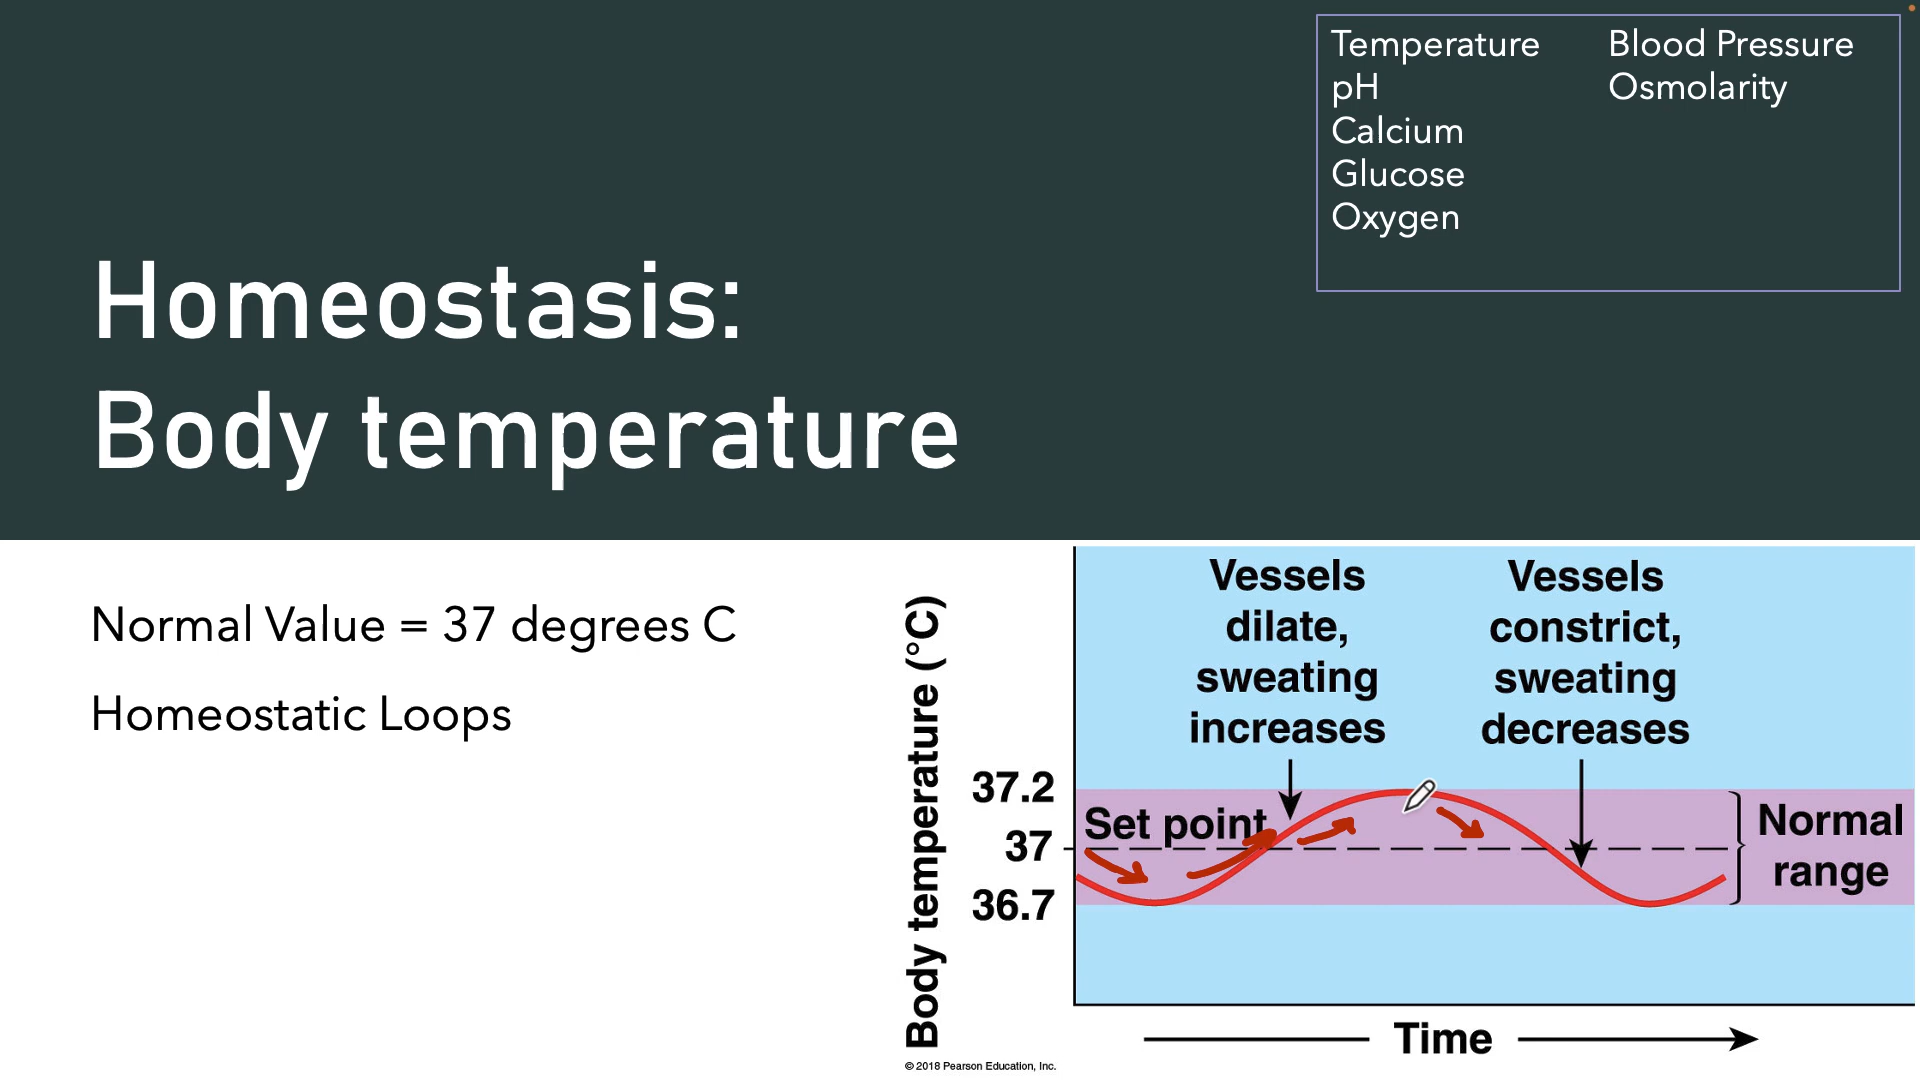 Temperature
pH
Calcium
Glucose
Oxygen
Blood Pressure
Osmolarity
Homeostasis:
Body temperature
Normal Value = 37 degrees C
Homeostatic Loops
Body temperature (°C)
37.2
37
36.7
Vessels
dilate,
sweating
increases
Vessels
constrict,
sweating
decreases
Set point
Normal
range
Time
© 2018 Pearson Education, Inc.